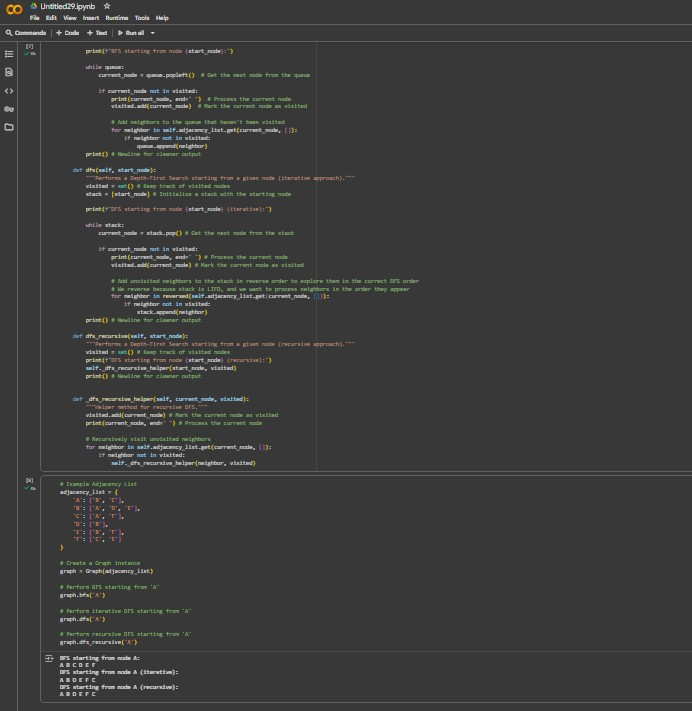 Untitled29.ipynb
File Edit View Insert Runtime Tools Help
Commands + Code + Text Run all
[7]
0s
print(f"BFS starting from node {start_node}:")
while queue:
current_node = queue.popleft() # Get the next node from the queue
if current_node not in visited:
print(current_node, end=" ") # Process the current node
visited.add(current_node) # Mark the current node as visited
# Add neighbors to the queue that haven't been visited
for neighbor in self.adjacency_list.get(current_node, []):
if neighbor not in visited:
queue.append(neighbor)
print() # Newline for cleaner output
def dfs(self, start_node):
"""Performs a Depth-First Search starting from a given node (iterative approach)."""
visited = set() # Keep track of visited nodes
stack = [start_node] # Initialize a stack with the starting node
print(f"DFS starting from node {start_node} (iterative):")
while stack:
current_node = stack.pop() # Get the next node from the stack
if current_node not in visited:
print(current_node, end=" ") # Process the current node
visited.add(current_node) # Mark the current node as visited
# Add unvisited neighbors to the stack in reverse order to explore them in the correct DFS order
# We reverse because stack is LIFO, and we want to process neighbors in the order they appear
for neighbor in reversed(self.adjacency_list.get(current_node, [])):
if neighbor not in visited:
stack.append(neighbor)
print() # Newline for cleaner output
def dfs_recursive(self, start_node):
"""Performs a Depth-First Search starting from a given node (recursive approach)."""
visited = set() # Keep track of visited nodes
print(f"DFS starting from node {start_node} (recursive):")
self._dfs_recursive_helper(start_node, visited)
print() # Newline for cleaner output
def _dfs_recursive_helper(self, current_node, visited):
"""Helper method for recursive DFS."""
visited.add(current_node) # Mark the current node as visited
print(current_node, end=" ") # Process the current node
# Recursively visit unvisited neighbors
for neighbor in self.adjacency_list.get(current_node, []):
if neighbor not in visited:
self._dfs_recursive_helper(neighbor, visited)
[8]
0s
# Example Adjacency List
adjacency_list = {
'A': ['B', 'C'],
'B': ['A', 'D', 'E'],
'C': ['A', 'F'],
'D': ['B'],
'E': ['B', 'F'],
'F': ['C', 'E']
}
# Create a Graph instance
graph = Graph(adjacency_list)
# Perform BFS starting from 'A'
graph.bfs('A')
# Perform iterative DFS starting from 'A'
graph.dfs('A')
# Perform recursive DFS starting from 'A'
graph.dfs_recursive('A')
BFS starting from node A:
A B C D E F
DFS starting from node A (iterative):
A B D E F C
DFS starting from node A (recursive):
A B D E F C